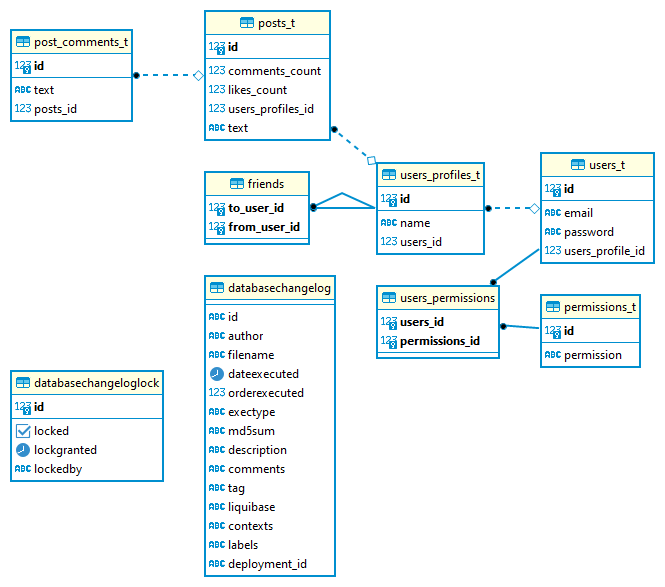 post_comments_t
123 id
ABC text
123 posts_id
posts_t
123 id
123 comments_count
123 likes_count
123 users_profiles_id
ABC text
friends
123 to_user_id
123 from_user_id
users_profiles_t
123 id
ABC name
123 users_id
users_t
123 id
ABC email
ABC password
123 users_profile_id
users_permissions
123 users_id
123 permissions_id
permissions_t
123 id
ABC permission
databasechangelog
ABC id
ABC author
ABC filename
dateexecuted
123 orderexecuted
ABC exectype
ABC md5sum
ABC description
ABC comments
ABC tag
ABC liquibase
ABC contexts
ABC labels
ABC deployment_id
databasechangeloglock
123 id
locked
lockgranted
ABC lockedby